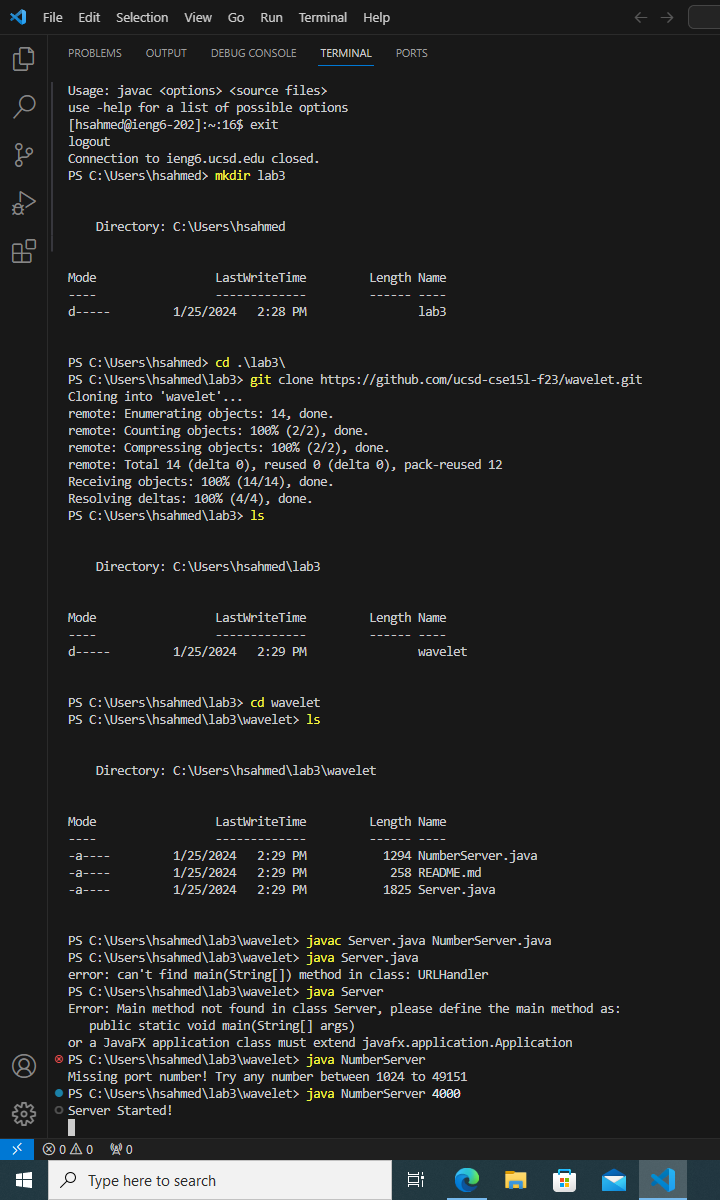 File Edit Selection View Go Run Terminal Help
PROBLEMS OUTPUT DEBUG CONSOLE TERMINAL PORTS
Usage: javac <options> <source files>
use -help for a list of possible options
[hsahmed@ieng6-202]:~:16$ exit
logout
Connection to ieng6.ucsd.edu closed.
PS C:\Users\hsahmed> mkdir lab3
Directory: C:\Users\hsahmed
Mode LastWriteTime Length Name
---- ------------- ------ ----
d----- 1/25/2024 2:28 PM lab3
PS C:\Users\hsahmed> cd .\lab3\
PS C:\Users\hsahmed\lab3> git clone https://github.com/ucsd-cse15l-f23/wavelet.git
Cloning into 'wavelet'...
remote: Enumerating objects: 14, done.
remote: Counting objects: 100% (2/2), done.
remote: Compressing objects: 100% (2/2), done.
remote: Total 14 (delta 0), reused 0 (delta 0), pack-reused 12
Receiving objects: 100% (14/14), done.
Resolving deltas: 100% (4/4), done.
PS C:\Users\hsahmed\lab3> ls
Directory: C:\Users\hsahmed\lab3
Mode LastWriteTime Length Name
---- ------------- ------ ----
d----- 1/25/2024 2:29 PM wavelet
PS C:\Users\hsahmed\lab3> cd wavelet
PS C:\Users\hsahmed\lab3\wavelet> ls
Directory: C:\Users\hsahmed\lab3\wavelet
Mode LastWriteTime Length Name
---- ------------- ------ ----
-a---- 1/25/2024 2:29 PM 1294 NumberServer.java
-a---- 1/25/2024 2:29 PM 258 README.md
-a---- 1/25/2024 2:29 PM 1825 Server.java
PS C:\Users\hsahmed\lab3\wavelet> javac Server.java NumberServer.java
PS C:\Users\hsahmed\lab3\wavelet> java Server.java
error: can't find main(String[]) method in class: URLHandler
PS C:\Users\hsahmed\lab3\wavelet> java Server
Error: Main method not found in class Server, please define the main method as:
public static void main(String[] args)
or a JavaFX application class must extend javafx.application.Application
PS C:\Users\hsahmed\lab3\wavelet> java NumberServer
Missing port number! Try any number between 1024 to 49151
PS C:\Users\hsahmed\lab3\wavelet> java NumberServer 4000
Server Started!
0 0 0
Type here to search